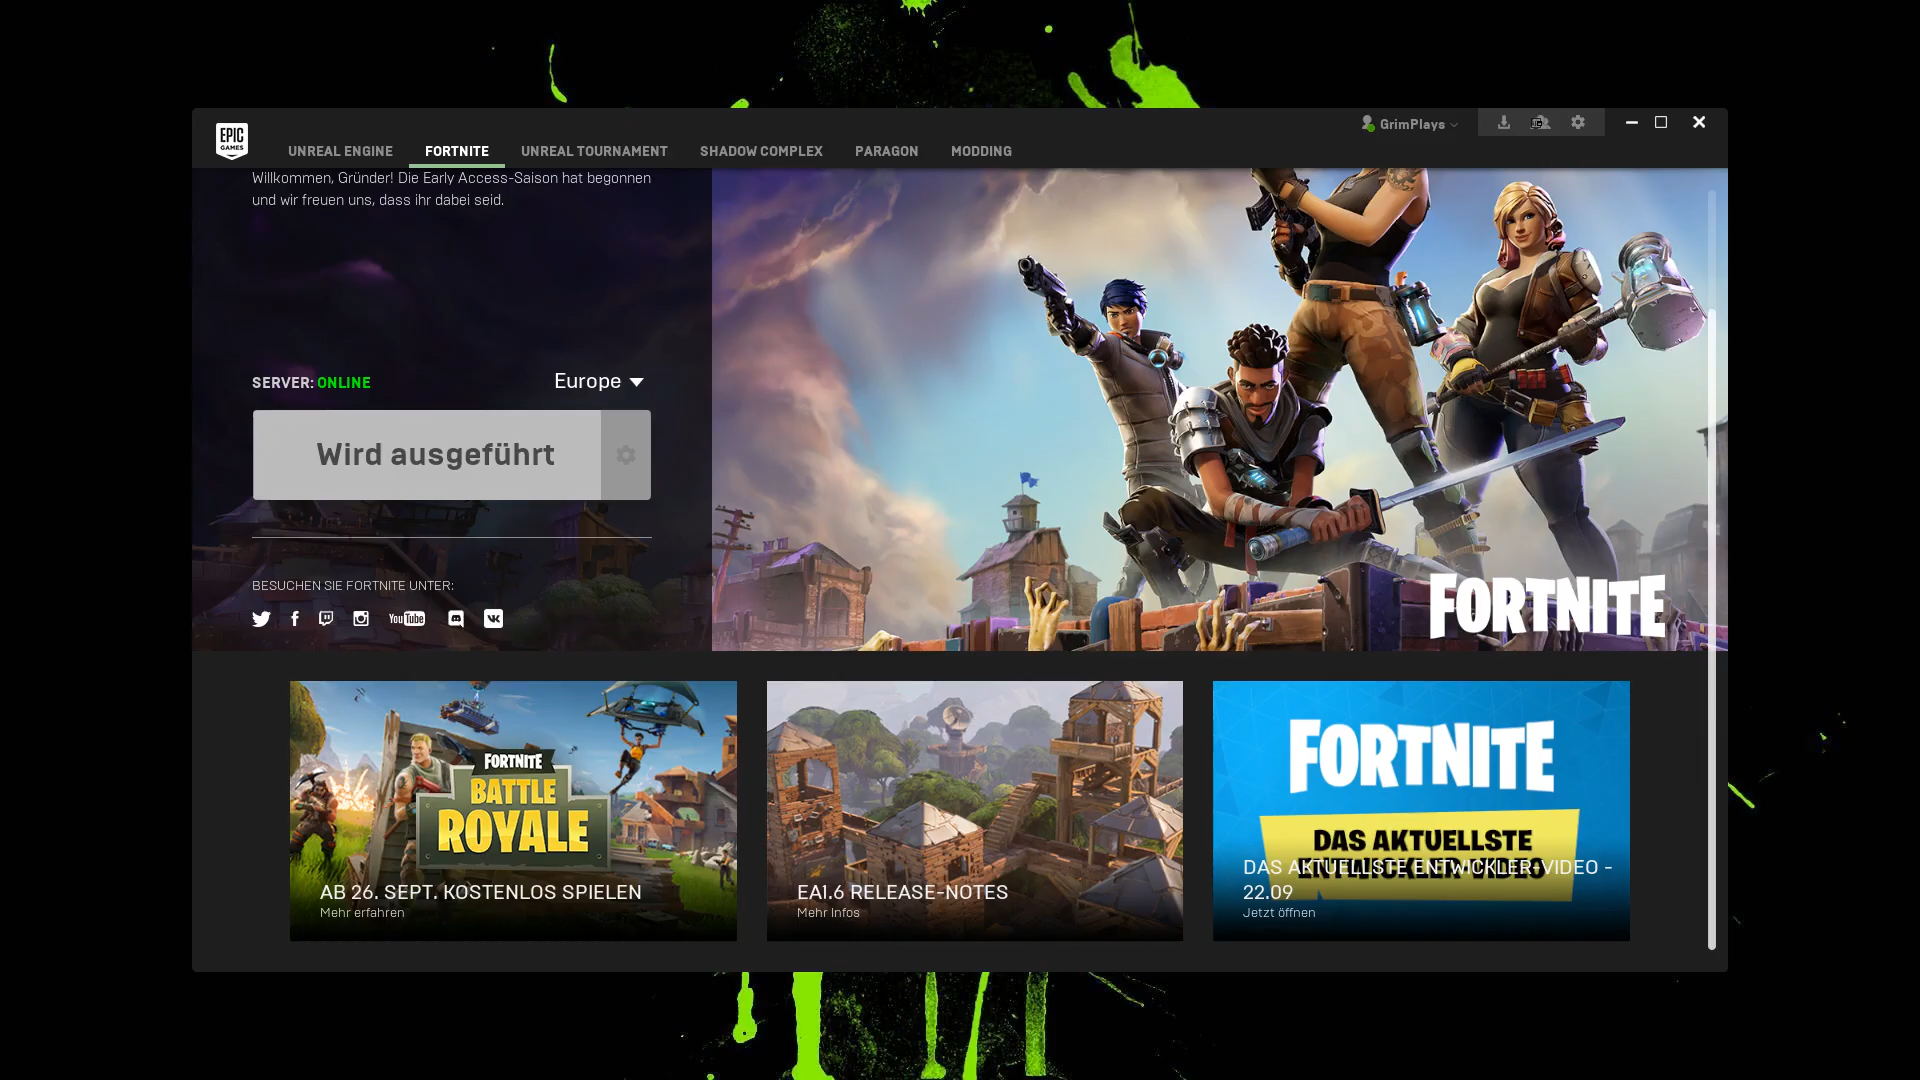 EPIC
GAMES
UNREAL ENGINE
FORTNITE
UNREAL TOURNAMENT
SHADOW COMPLEX
PARAGON
MODDING
GrimPlays
Willkommen, Gründer! Die Early Access-Saison hat begonnen
und wir freuen uns, dass ihr dabei seid.
SERVER: ONLINE
Europe
Wird ausgeführt
BESUCHEN SIE FORTNITE UNTER:
YouTube
FORTNITE
FORTNITE
BATTLE
ROYALE
AB 26. SEPT. KOSTENLOS SPIELEN
Mehr erfahren
EA1.6 RELEASE-NOTES
Mehr Infos
FORTNITE
DAS AKTUELLSTE
ENTWICKLER-VIDEO
DAS AKTUELLSTE ENTWICKLER-VIDEO -
22.09
Jetzt öffnen